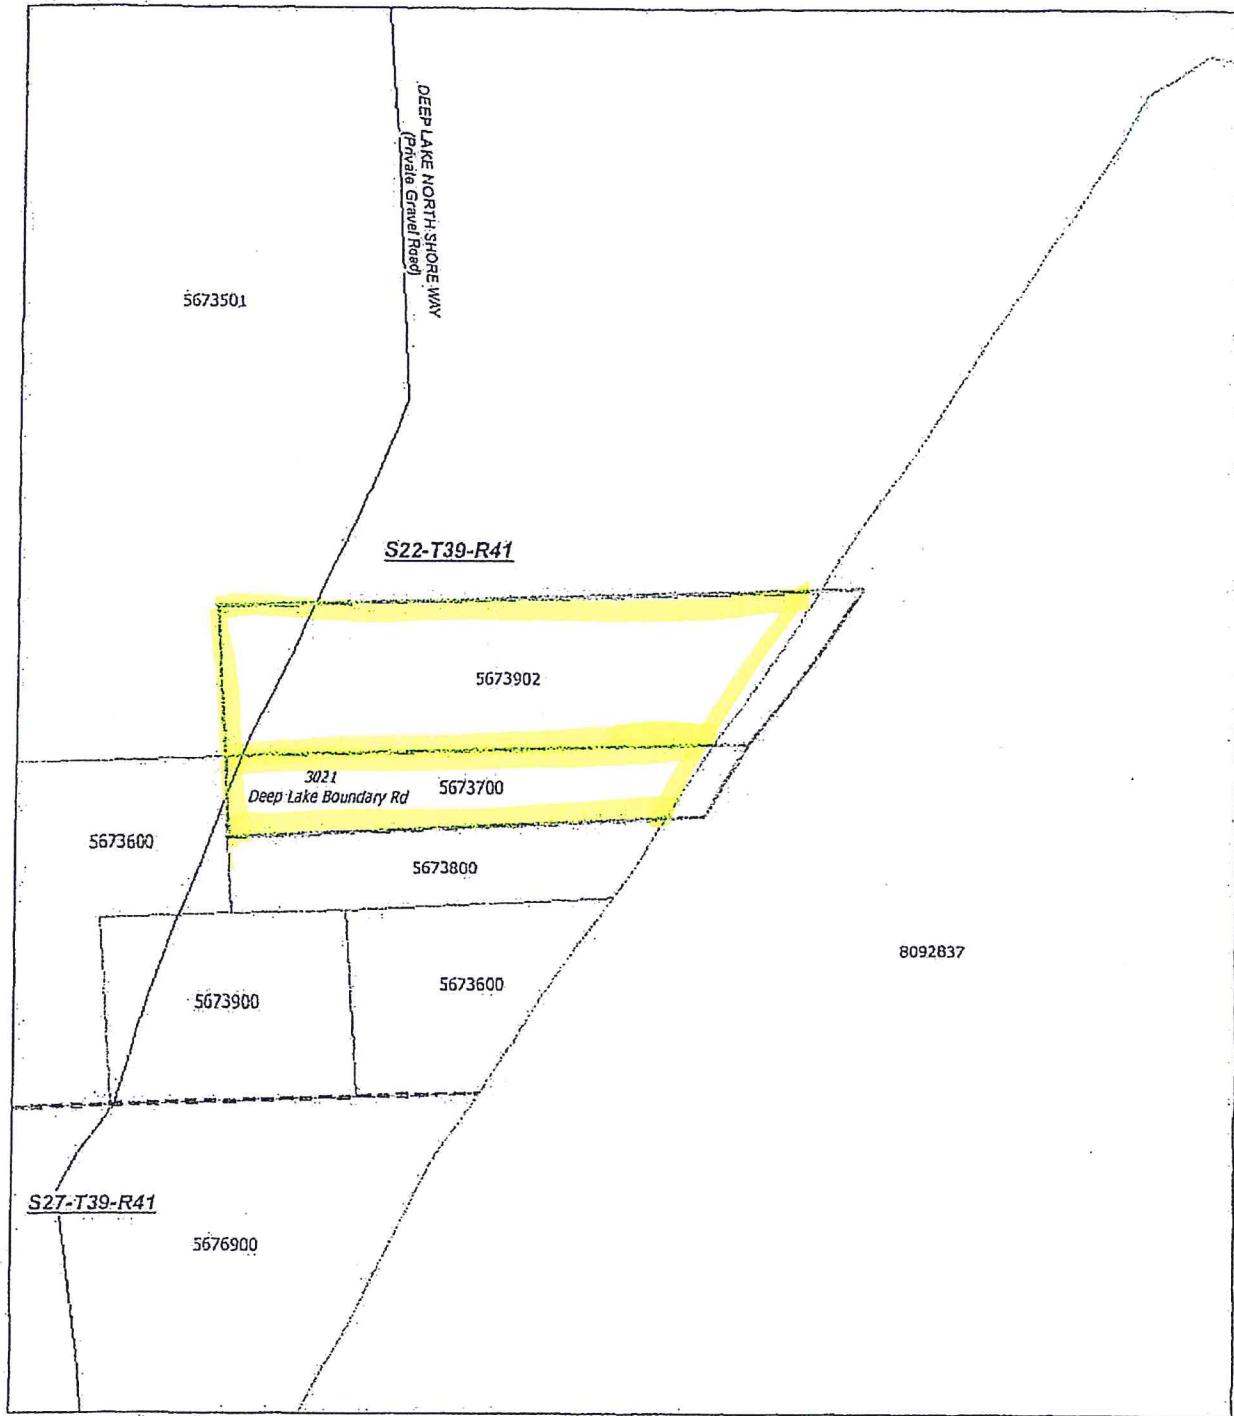 DEEP LAKE NORTH SHORE WAY
(Private Gravel Road)
5673501
S22-T39-R41
5673902
3021
Deep Lake Boundary Rd
5673700
5673600
5673800
8092837
5673900
5673600
S27-T39-R41
5676900